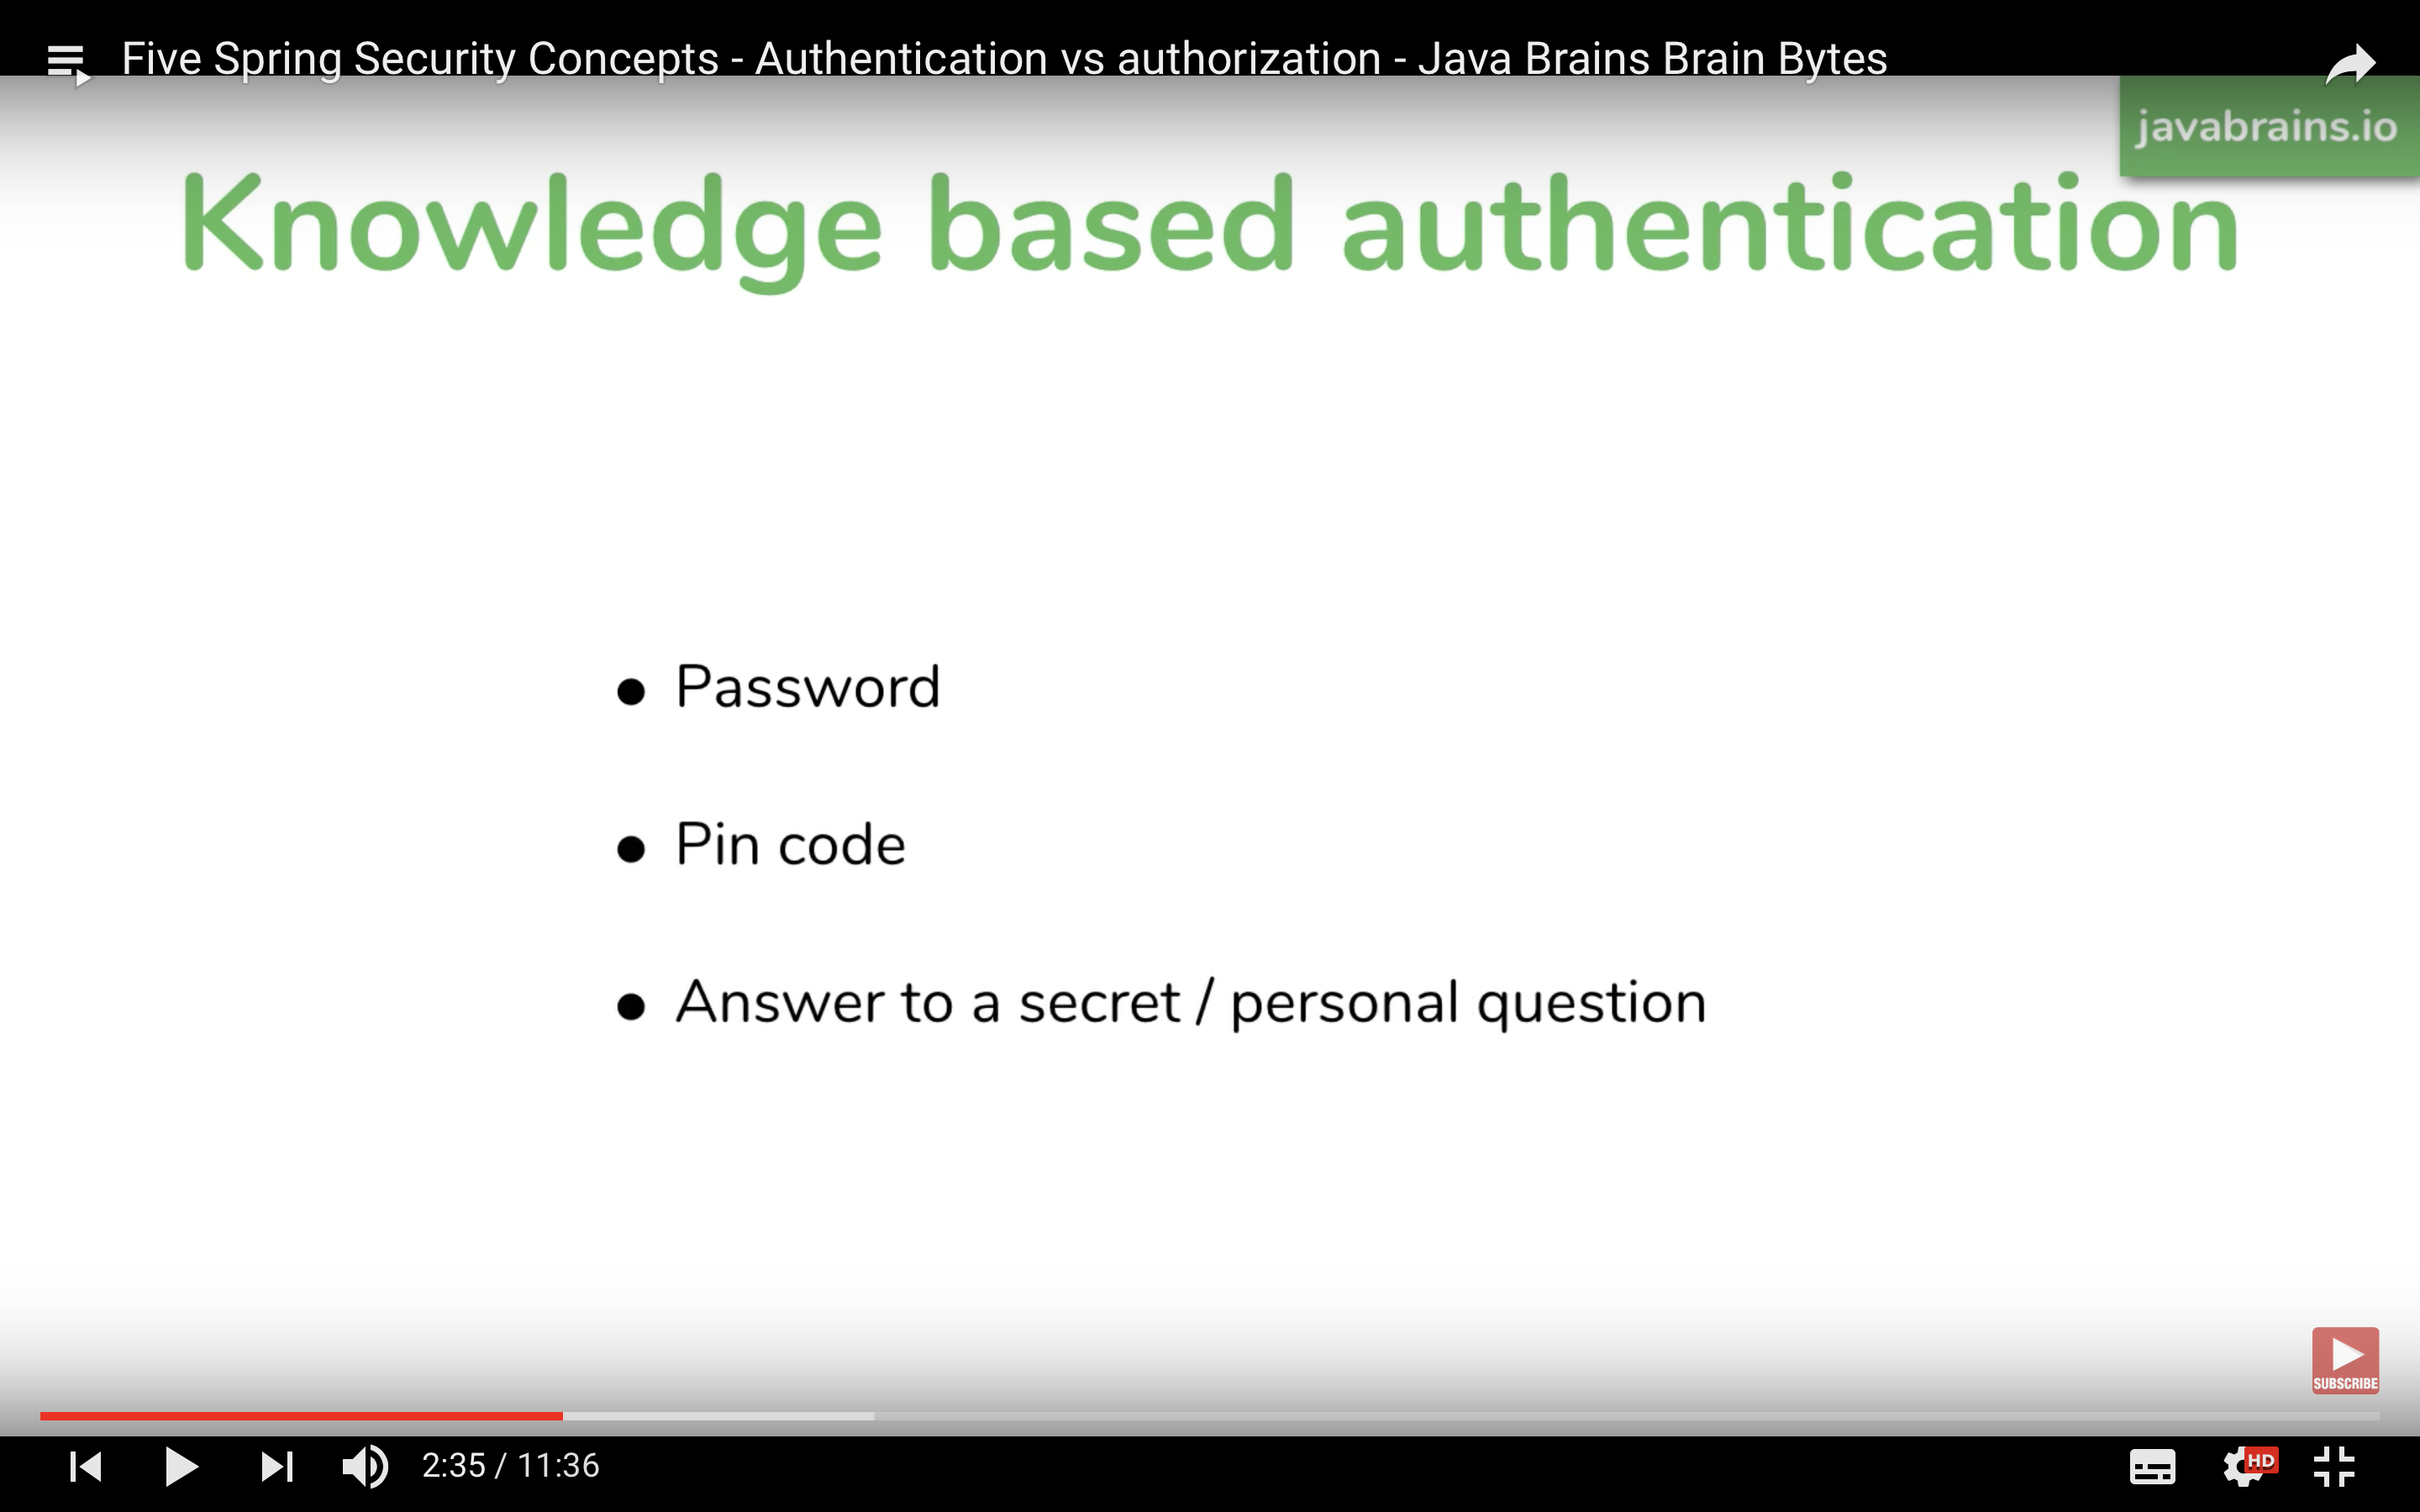 Five Spring Security Concepts - Authentication vs authorization - Java Brains Brain Bytes
javabrains.io
Knowledge based authentication
● Password
● Pin code
● Answer to a secret / personal question
SUBSCRIBE
2:35 / 11:36
HD